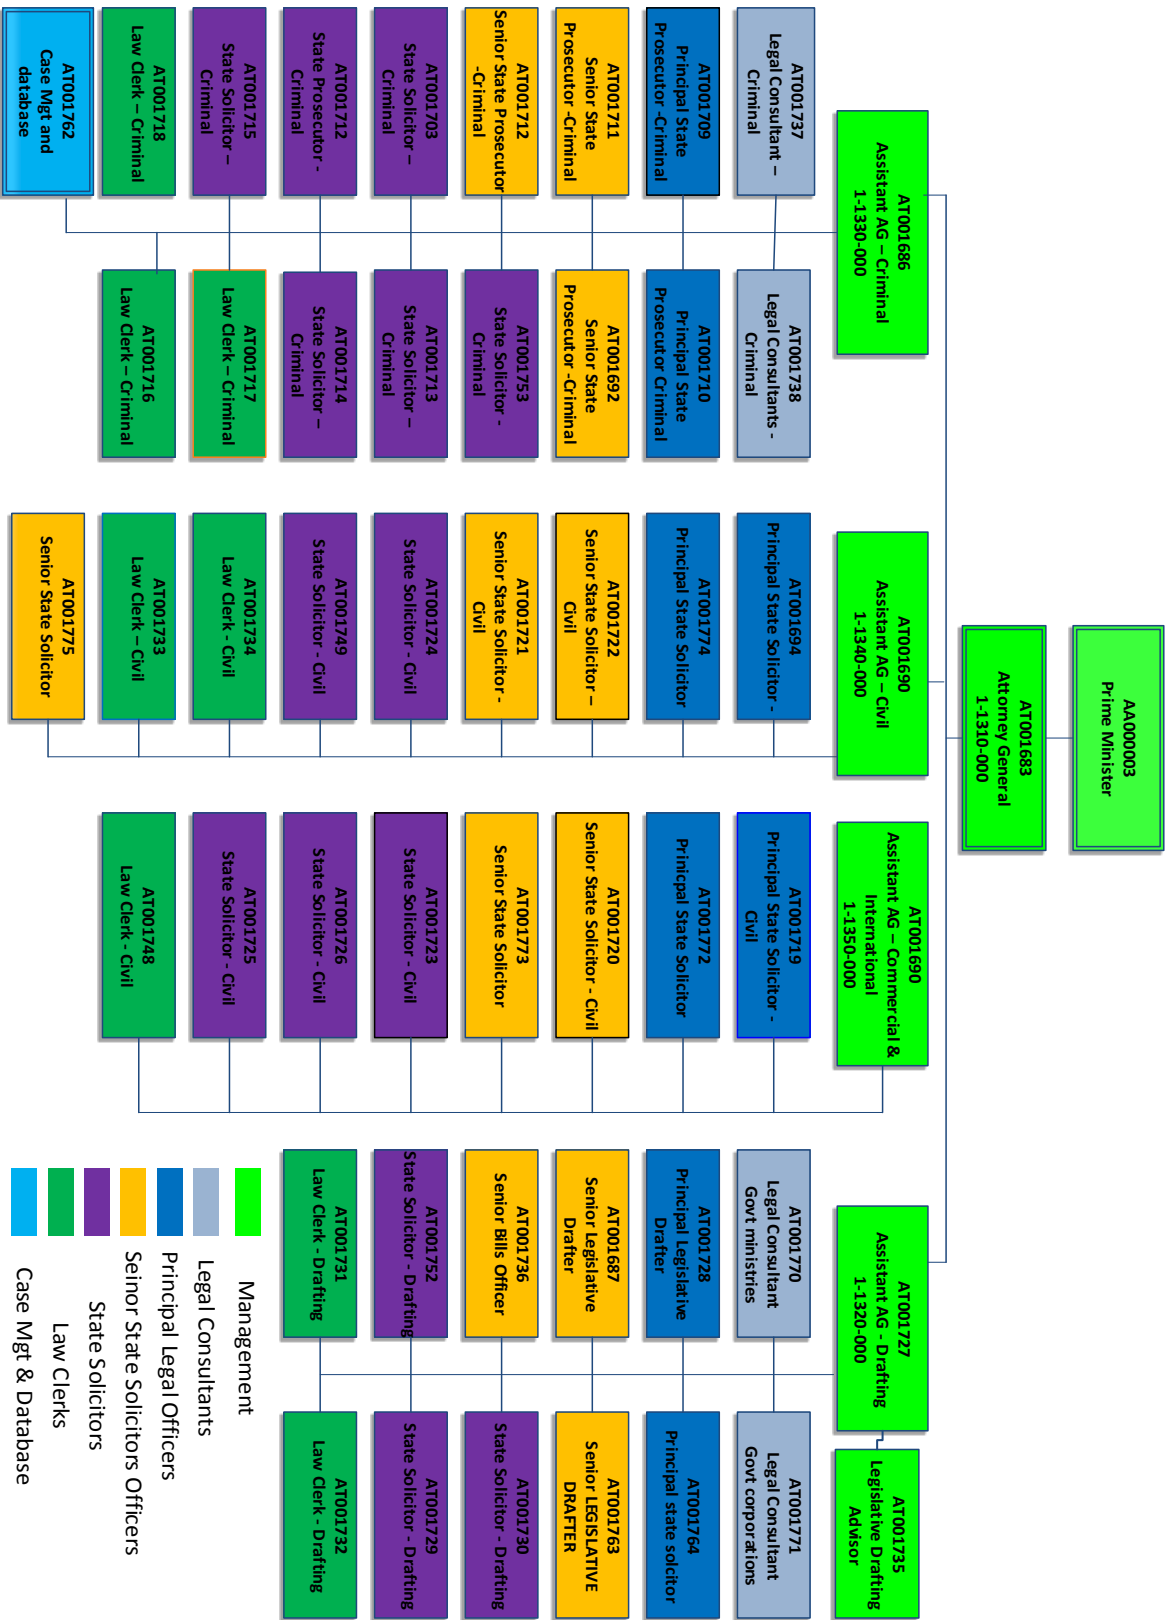 AA000003
Prime Minister
AT001683
Attorney General
1-1310-000
AT001686
Assistant AG – Criminal
1-1330-000
AT001690
Assistant AG – Civil
1-1340-000
AT001690
Assistant AG – Commercial &
International
1-1350-000
AT001727
Assistant AG - Drafting
1-1320-000
AT001735
Legislative Drafting
Advisor
AT001737
Legal Consultant –
Criminal
AT001738
Legal Consultants -
Criminal
AT001694
Principal State Solicitor -
AT001719
Principal State Solicitor -
Civil
AT001770
Legal Consultant
Govt ministries
AT001771
Legal Consultant
Govt corporations
AT001709
Principal State
Prosecutor -Criminal
AT001710
Principal State
Prosecutor Criminal
AT001774
Principal State Solicitor
AT001772
Prinicpal State Solicitor
AT001728
Principal Legislative
Drafter
AT001764
Principal state solcitor
AT001711
Senior State
Prosecutor -Criminal
AT001692
Senior State
Prosecutor -Criminal
AT001722
Senior State Solicitor –
Civil
AT001720
Senior State Solicitor - Civil
AT001687
Senior Legislative
Drafter
AT001763
Senior LEGISLATIVE
DRAFTER
AT001712
Senior State Prosecutor
-Criminal
AT001753
State Solicitor -
Criminal
AT001721
Senior State Solicitor -
Civil
AT001773
Senior State Solicitor
AT001736
Senior Bills Officer
AT001730
State Solicitor - Drafting
AT001703
State Solicitor –
Criminal
AT001713
State Solicitor –
Criminal
AT001724
State Solicitor - Civil
AT001723
State Solicitor - Civil
AT001752
State Solicitor - Drafting
AT001729
State Solicitor - Drafting
AT001712
State Prosecutor -
Criminal
AT001714
State Solicitor –
Criminal
AT001749
State Solicitor - Civil
AT001726
State Solicitor - Civil
AT001731
Law Clerk - Drafting
AT001732
Law Clerk - Drafting
AT001715
State Solicitor –
Criminal
AT001717
Law Clerk – Criminal
AT001734
Law Clerk - Civil
AT001725
State Solicitor - Civil
AT001718
Law Clerk – Criminal
AT001716
Law Clerk – Criminal
AT001733
Law Clerk – Civil
AT001748
Law Clerk - Civil
AT001762
Case Mgt and
database
AT001775
Senior State Solicitor
Management
Legal Consultants
Principal Legal Officers
Seinor State Solicitors Officers
State Solicitors
Law Clerks
Case Mgt & Database